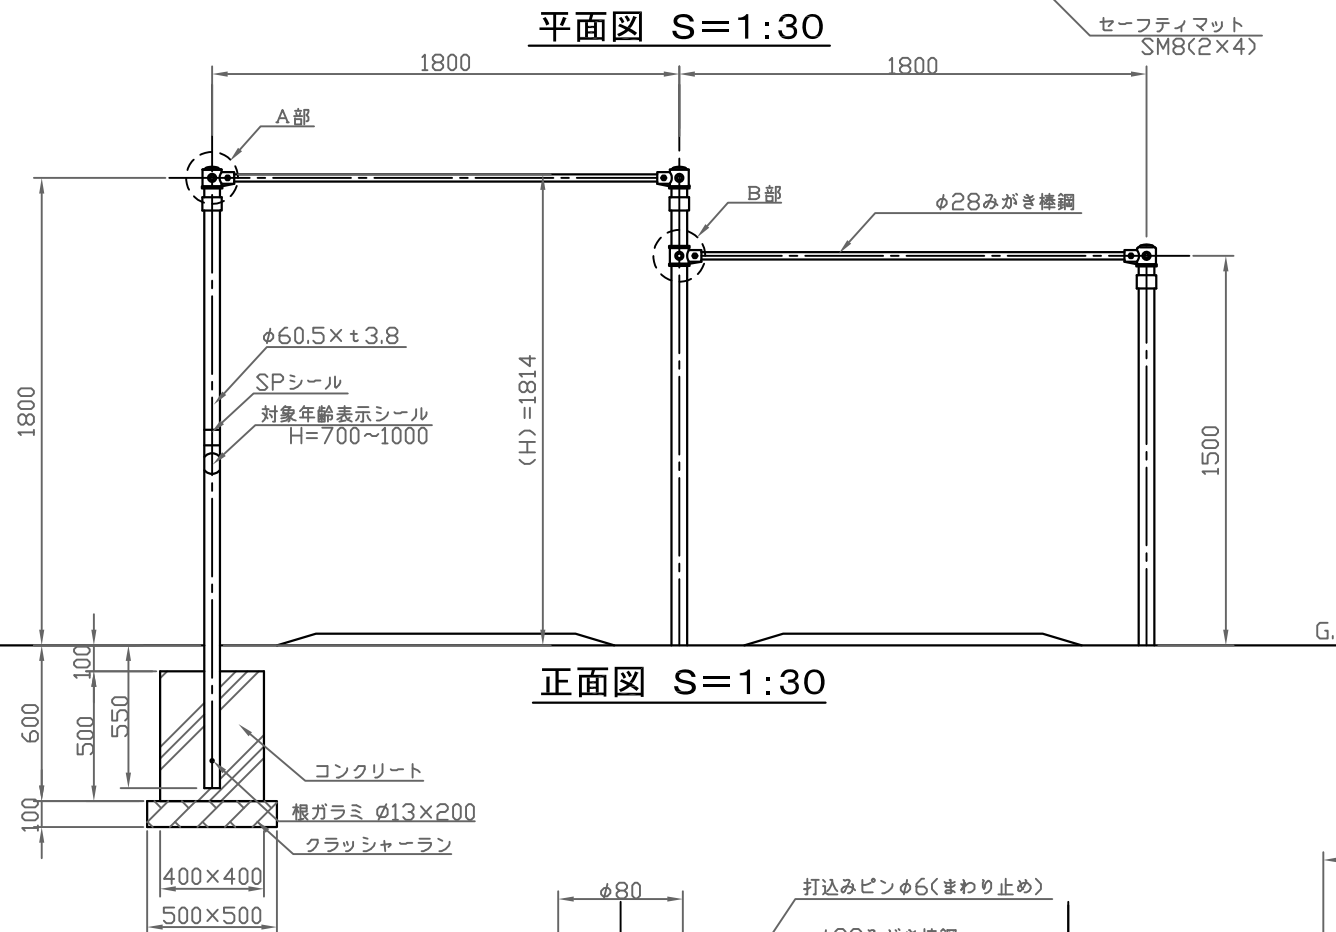 平面図 S=1:30
セーフティマット
SM8(2×4)
1800
1800
A部
B部
φ28みがき棒鋼
φ60.5×t3.8
SPシール
対象年齢表示シール
H=700~1000
1800
(H)=1814
1500
G.
正面図 S=1:30
100
600
500
550
100
コンクリート
根ガラミ φ13×200
クラッシャーラン
400×400
500×500
φ80
打込みピンφ6(まわり止め)